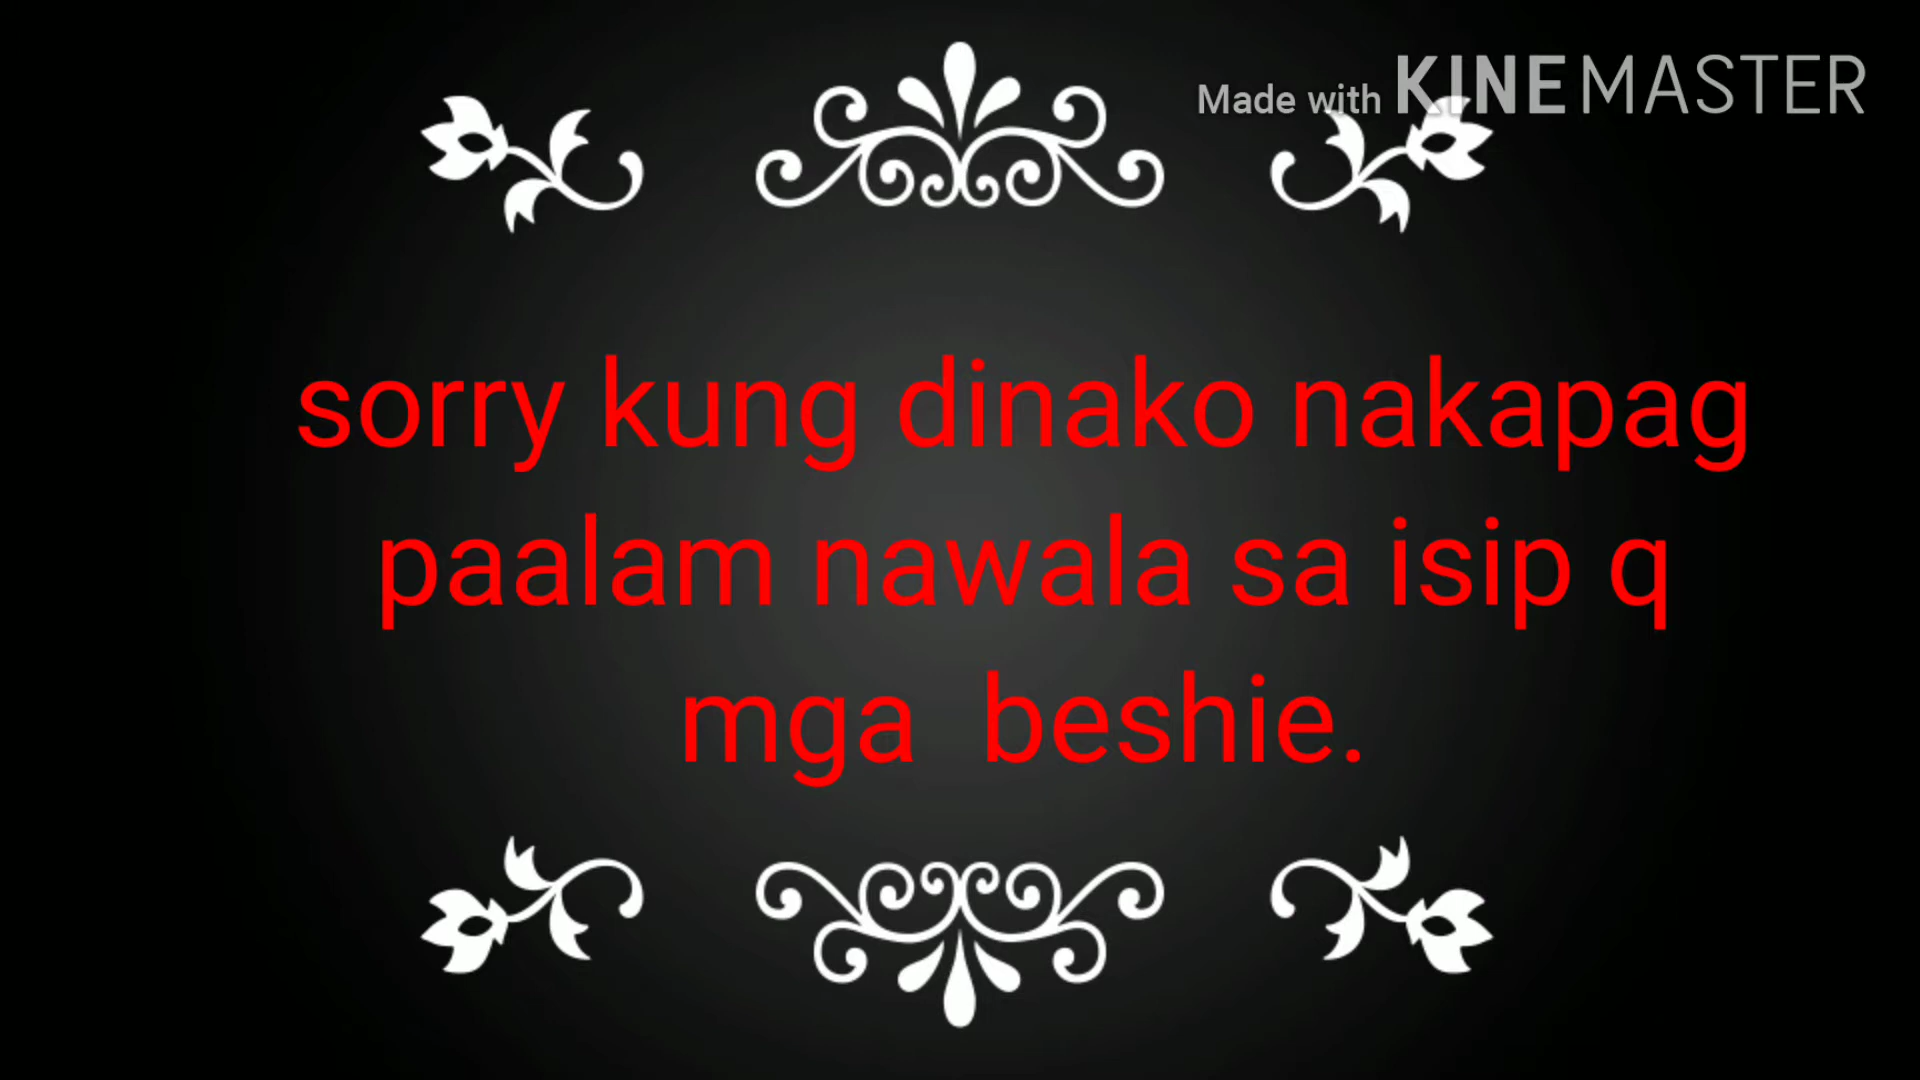 Made with KINEMASTER
sorry kung dinako nakapag
paalam nawala sa isip q
mga beshie.